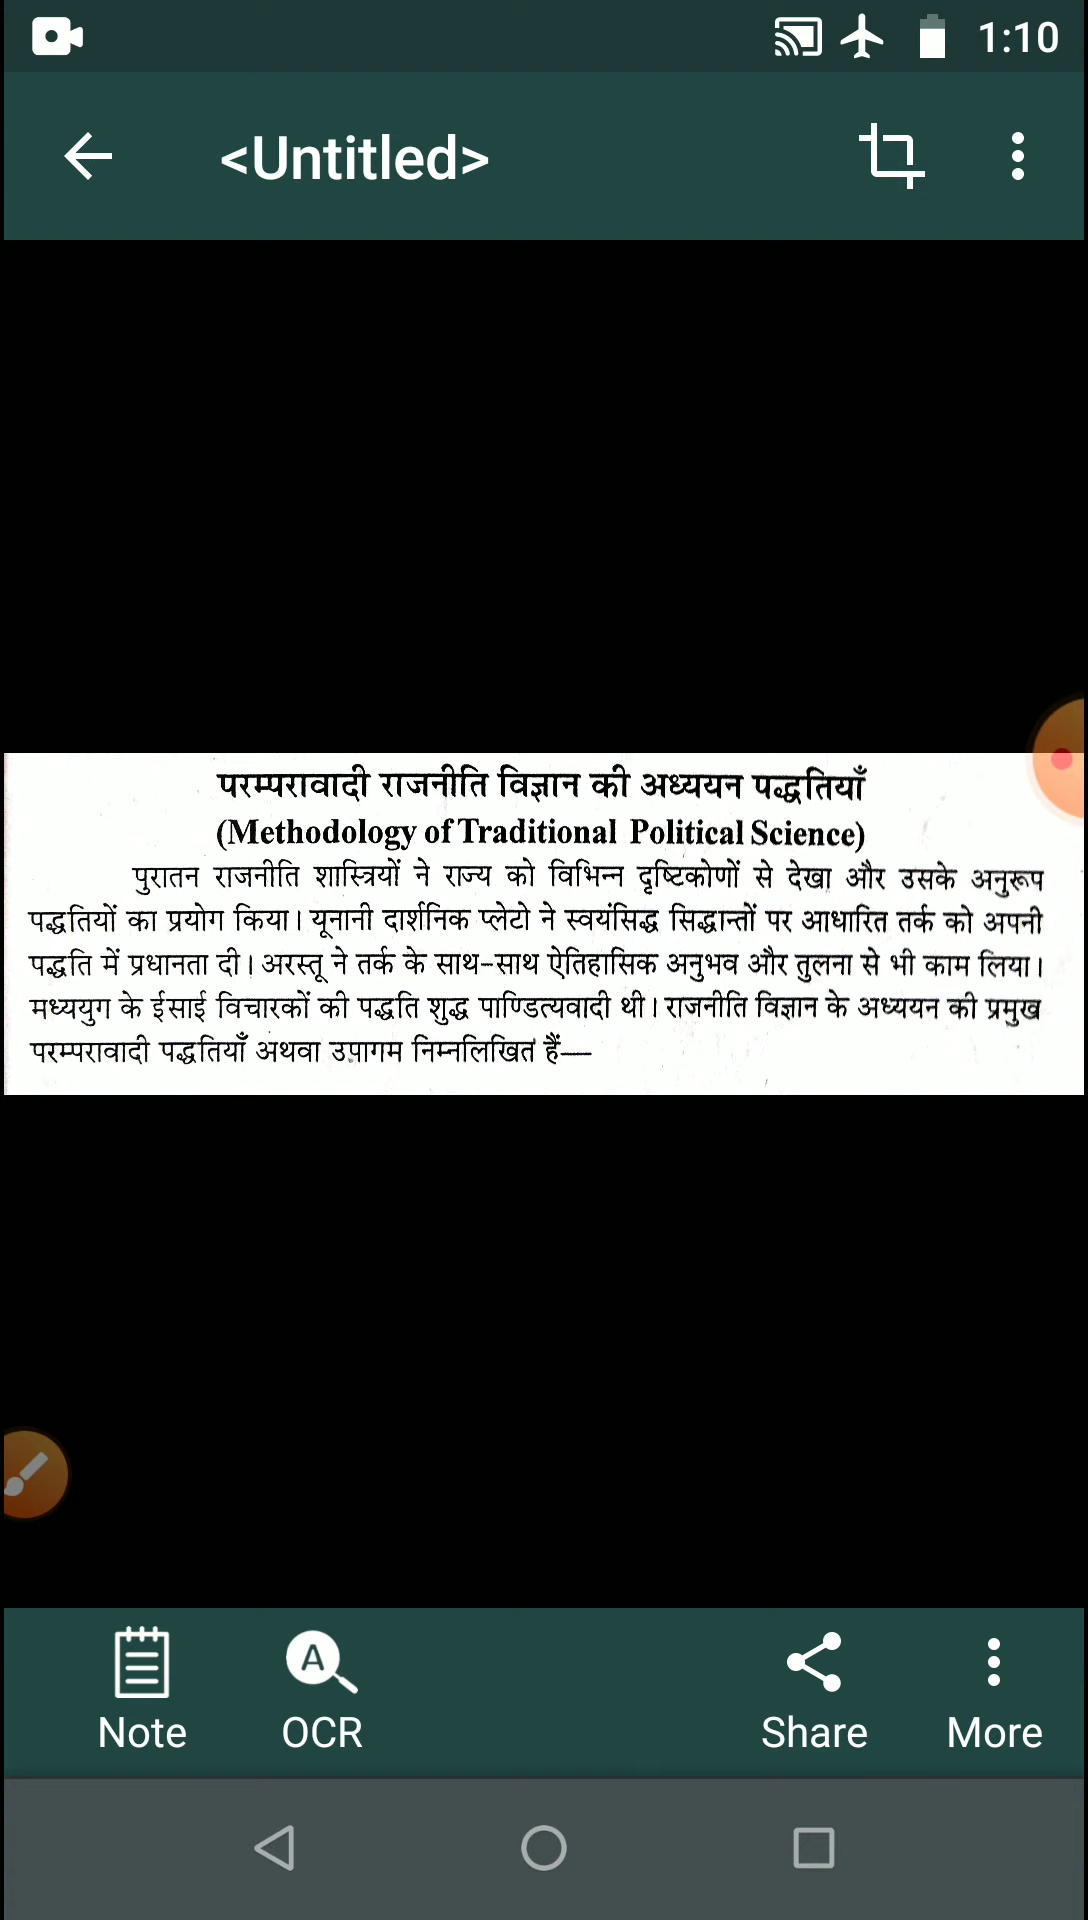 1:10
<Untitled>
परम्परावादी राजनीति विज्ञान की अध्ययन पद्धतियाँ
(Methodology of Traditional Political Science)
पुरातन राजनीति शास्त्रियों ने राज्य को विभिन्न दृष्टिकोणों से देखा और उसके अनुरूप
पद्धतियों का प्रयोग किया। यूनानी दार्शनिक प्लेटो ने स्वयंसिद्ध सिद्धान्तों पर आधारित तर्क को अपनी
पद्धति में प्रधानता दी। अरस्तू ने तर्क के साथ-साथ ऐतिहासिक अनुभव और तुलना से भी काम लिया।
मध्ययुग के ईसाई विचारकों की पद्धति शुद्ध पाण्डित्यवादी थी। राजनीति विज्ञान के अध्ययन की प्रमुख
परम्परावादी पद्धतियाँ अथवा उपागम निम्नलिखित हैं—
A
Note OCR Share More